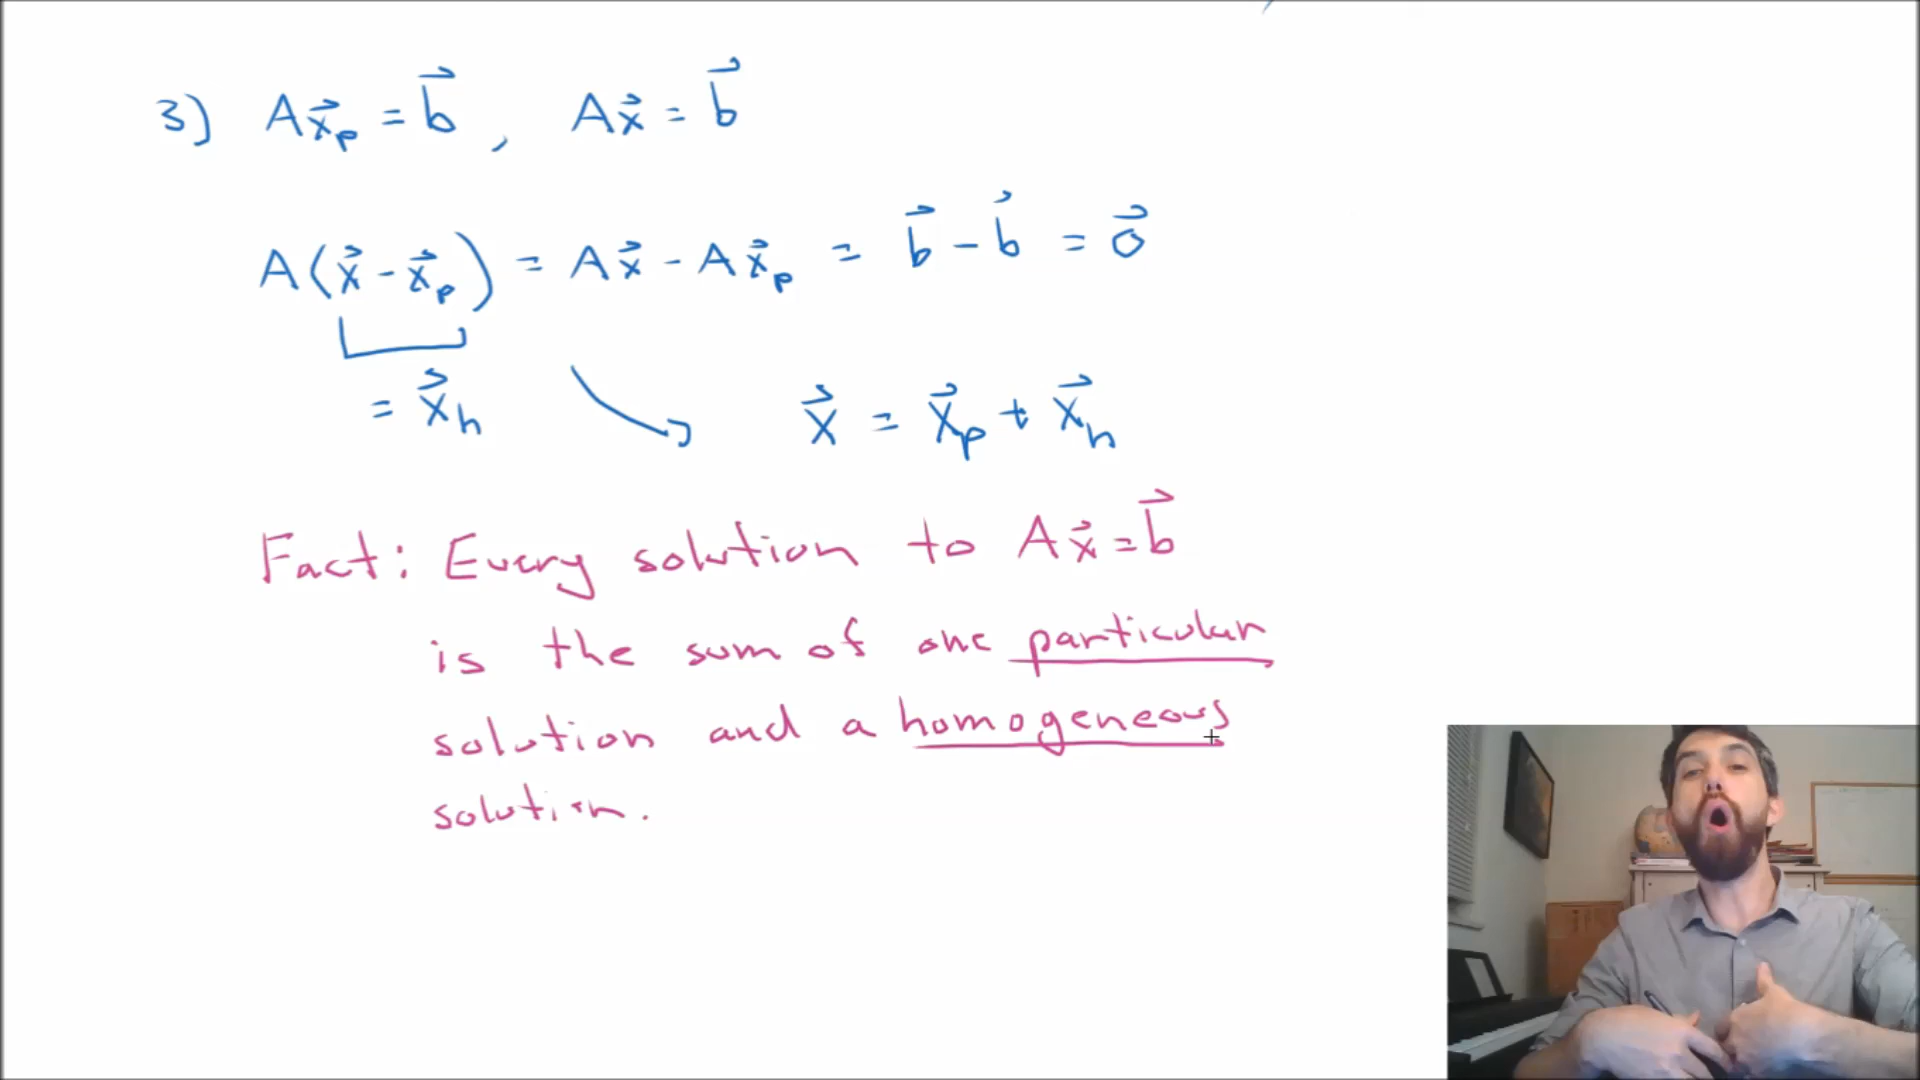 3) Ax⃗ₚ = b⃗ , Ax⃗ = b⃗
A(x⃗ - x⃗ₚ) = Ax⃗ - Ax⃗ₚ = b⃗ - b⃗ = 0⃗
= x⃗ₕ x⃗ = x⃗ₚ + x⃗ₕ
Fact: Every solution to Ax⃗ = b⃗
is the sum of one particular
solution and a homogeneous
solution.